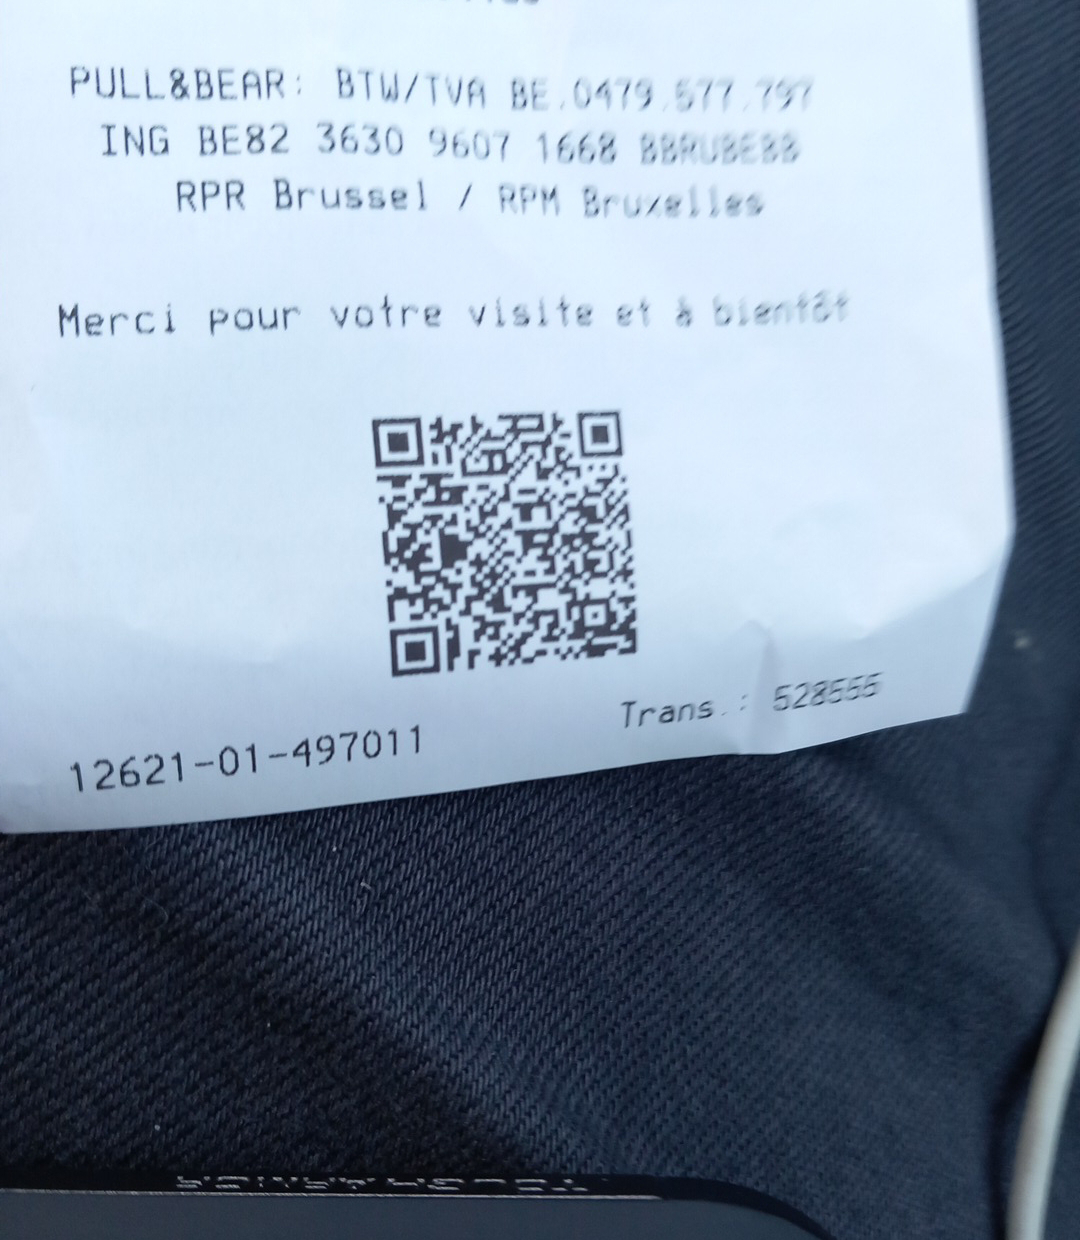 PULL&BEAR: BTW/TVA BE.0479.577.797
ING BE82 3630 9607 1668 BBRUBEBB
RPR Brussel / RPM Bruxelles
Merci pour votre visite et à bientôt
Trans.: 528555
12621-01-497011